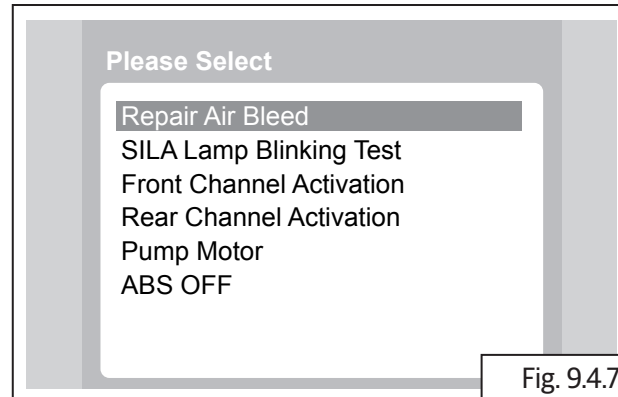 Please Select
Repair Air Bleed
SILA Lamp Blinking Test
Front Channel Activation
Rear Channel Activation
Pump Motor
ABS OFF
Fig. 9.4.7